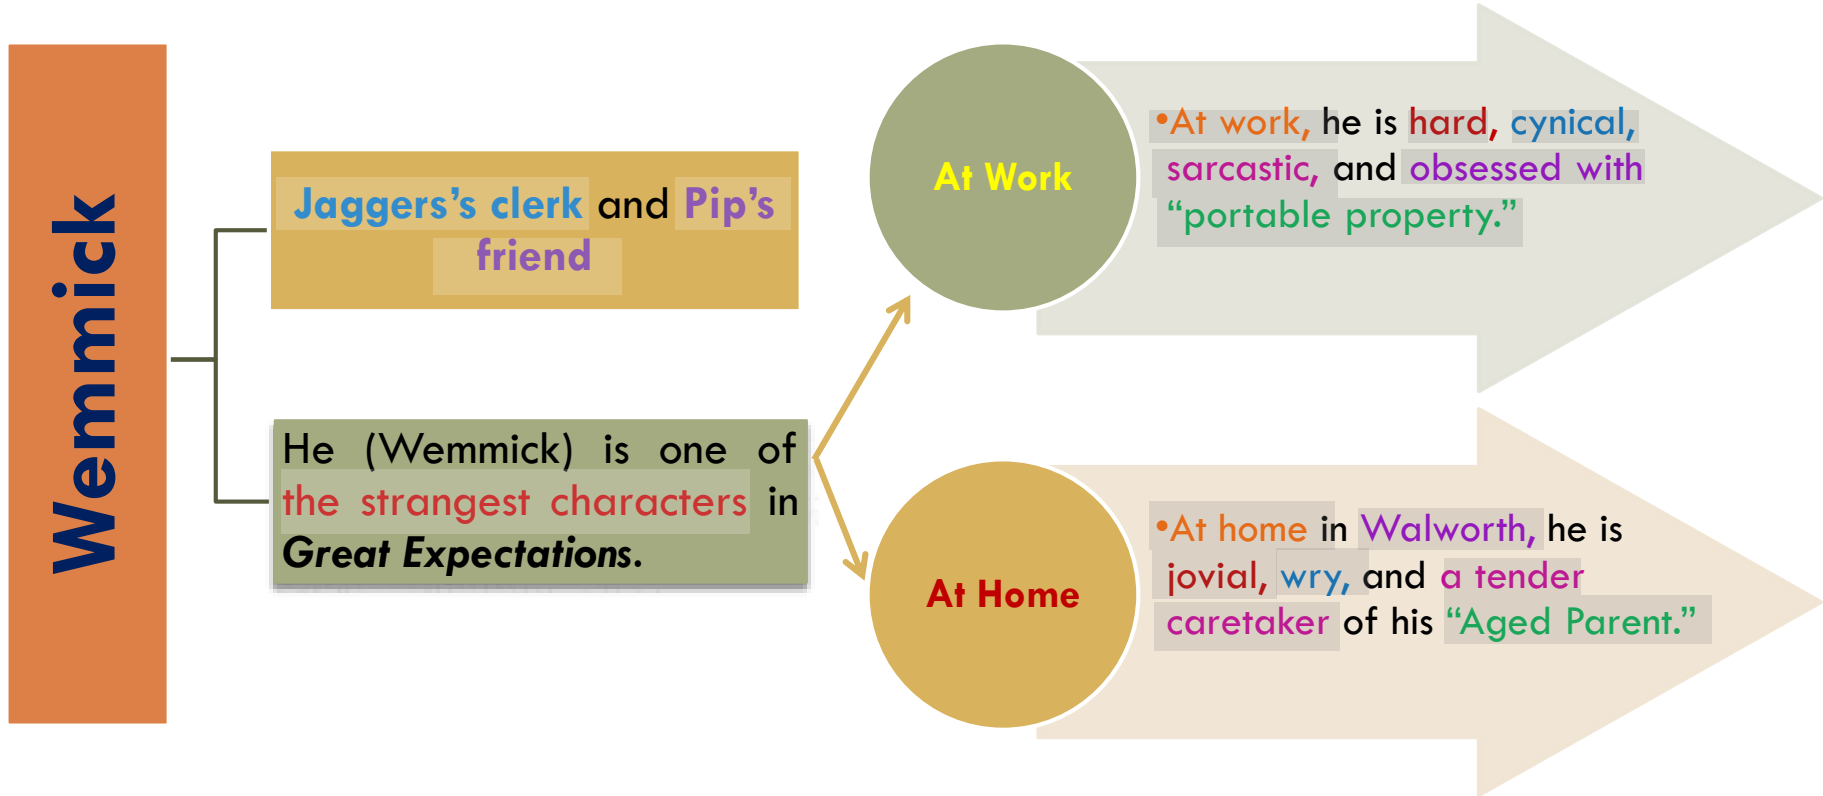 Wemmick
Jaggers’s clerk and Pip’s
friend
He (Wemmick) is one of
the strangest characters in
Great Expectations.
At Work
•At work, he is hard, cynical,
sarcastic, and obsessed with
“portable property.”
At Home
•At home in Walworth, he is
jovial, wry, and a tender
caretaker of his “Aged Parent.”